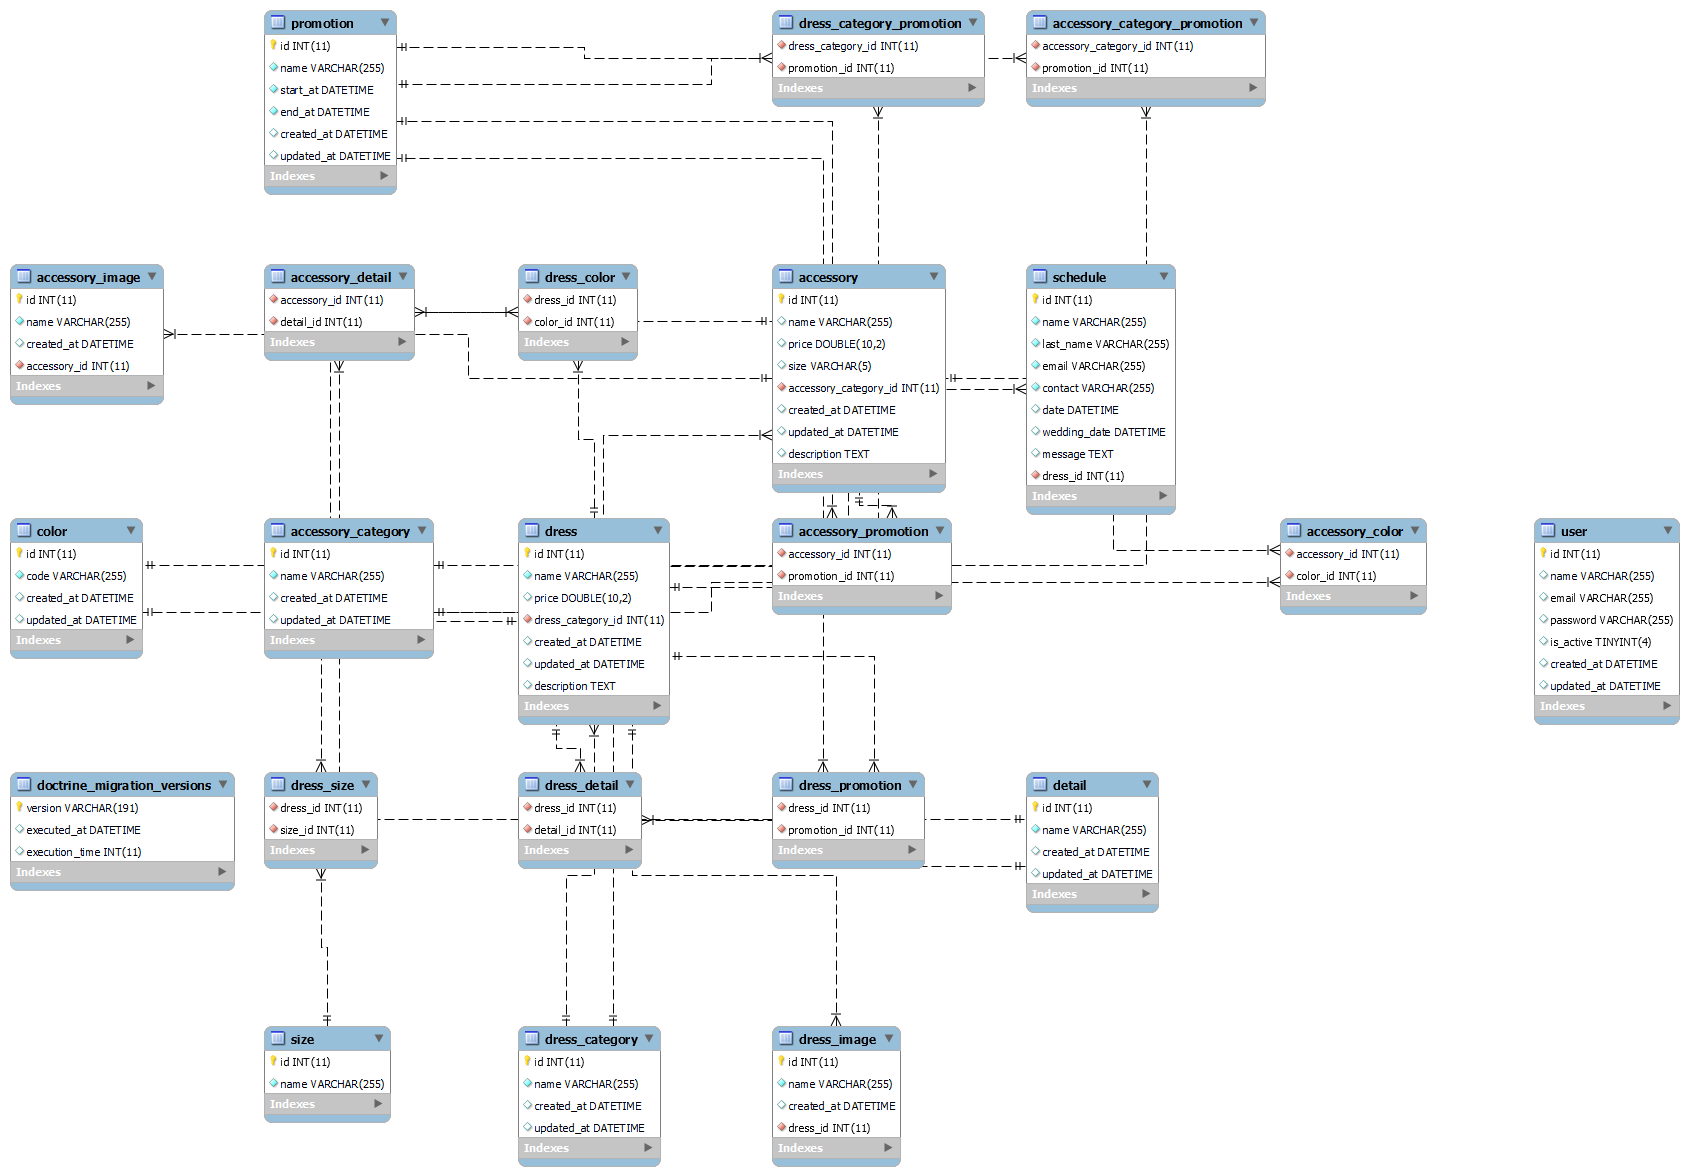 promotion
id INT(11)
name VARCHAR(255)
start_at DATETIME
end_at DATETIME
created_at DATETIME
updated_at DATETIME
Indexes
dress_category_promotion
dress_category_id INT(11)
promotion_id INT(11)
Indexes
accessory_category_promotion
accessory_category_id INT(11)
promotion_id INT(11)
Indexes
accessory_image
id INT(11)
name VARCHAR(255)
created_at DATETIME
accessory_id INT(11)
Indexes
accessory_detail
accessory_id INT(11)
detail_id INT(11)
Indexes
dress_color
dress_id INT(11)
color_id INT(11)
Indexes
accessory
id INT(11)
name VARCHAR(255)
price DOUBLE(10,2)
size VARCHAR(5)
accessory_category_id INT(11)
created_at DATETIME
updated_at DATETIME
description TEXT
Indexes
schedule
id INT(11)
name VARCHAR(255)
last_name VARCHAR(255)
email VARCHAR(255)
contact VARCHAR(255)
date DATETIME
wedding_date DATETIME
message TEXT
dress_id INT(11)
Indexes
color
id INT(11)
code VARCHAR(255)
created_at DATETIME
updated_at DATETIME
Indexes
accessory_category
id INT(11)
name VARCHAR(255)
created_at DATETIME
updated_at DATETIME
Indexes
dress
id INT(11)
name VARCHAR(255)
price DOUBLE(10,2)
dress_category_id INT(11)
created_at DATETIME
updated_at DATETIME
description TEXT
Indexes
accessory_promotion
accessory_id INT(11)
promotion_id INT(11)
Indexes
accessory_color
accessory_id INT(11)
color_id INT(11)
Indexes
user
id INT(11)
name VARCHAR(255)
email VARCHAR(255)
password VARCHAR(255)
is_active TINYINT(4)
created_at DATETIME
updated_at DATETIME
Indexes
doctrine_migration_versions
version VARCHAR(191)
executed_at DATETIME
execution_time INT(11)
Indexes
dress_size
dress_id INT(11)
size_id INT(11)
Indexes
dress_detail
dress_id INT(11)
detail_id INT(11)
Indexes
dress_promotion
dress_id INT(11)
promotion_id INT(11)
Indexes
detail
id INT(11)
name VARCHAR(255)
created_at DATETIME
updated_at DATETIME
Indexes
size
id INT(11)
name VARCHAR(255)
Indexes
dress_category
id INT(11)
name VARCHAR(255)
created_at DATETIME
updated_at DATETIME
Indexes
dress_image
id INT(11)
name VARCHAR(255)
created_at DATETIME
dress_id INT(11)
Indexes